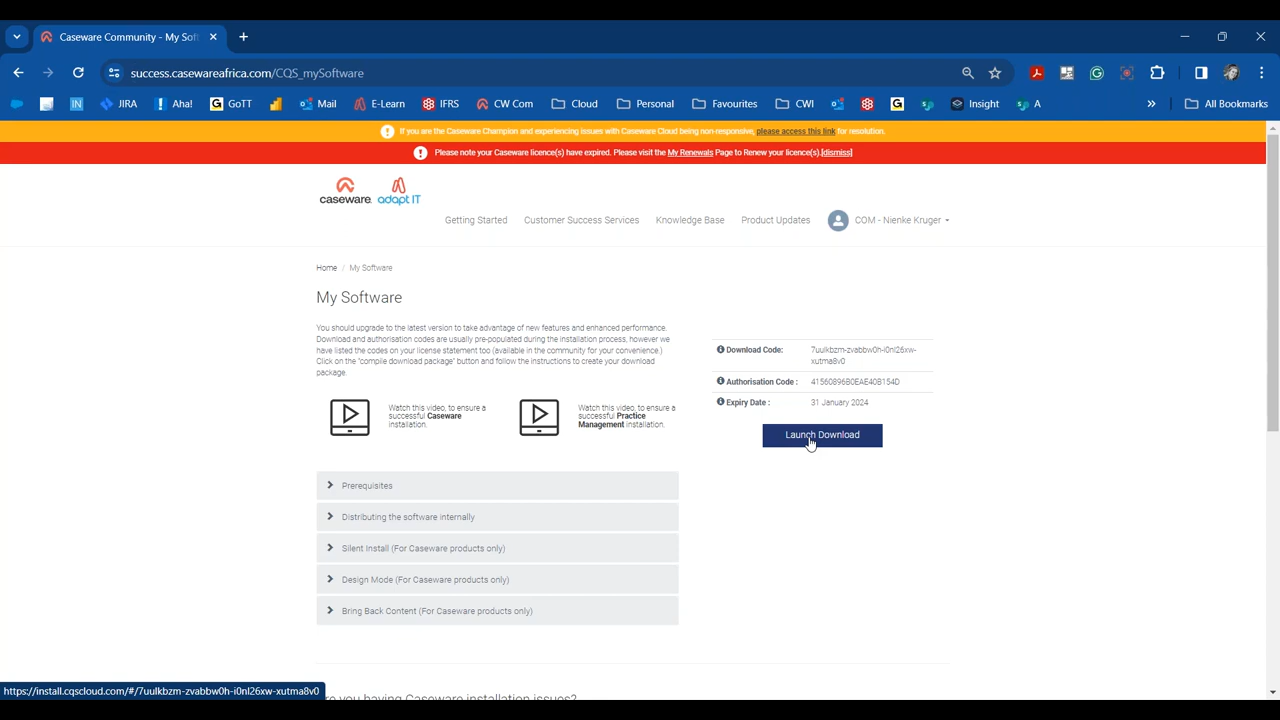 Caseware Community - My Sof
success.casewareafrica.com/CQS_mySoftware
IN JIRA Aha! GoTT Mail E-Learn IFRS CW Com Cloud Personal Favourites CWI Insight A All Bookmarks
If you are the Caseware Champion and experiencing issues with Caseware Cloud being non-responsive, please access this link for resolution.
Please note your Caseware licence(s) have expired. Please visit the My Renewals Page to Renew your licence(s).[dismiss]
caseware. adapt IT
Getting Started Customer Success Services Knowledge Base Product Updates COM - Nienke Kruger
Home / My Software
My Software
You should upgrade to the latest version to take advantage of new features and enhanced performance.
Download and authorisation codes are usually pre-populated during the installation process, however we
have listed the codes on your license statement too (available in the community for your convenience.)
Click on the "compile download package" button and follow the instructions to create your download
package.
Download Code: 7uulkbzm-zvabbw0h-i0nl26xw-
xutma8v0
Authorisation Code : 41560896B0EAE40B154D
Expiry Date : 31 January 2024
Launch Download
Watch this video, to ensure a
successful Caseware
installation.
Watch this video, to ensure a
successful Practice
Management installation.
Prerequisites
Distributing the software internally
Silent Install (For Caseware products only)
Design Mode (For Caseware products only)
Bring Back Content (For Caseware products only)
re you having Caseware installation issues?
https://install.cqscloud.com/#/7uulkbzm-zvabbw0h-i0nl26xw-xutma8v0